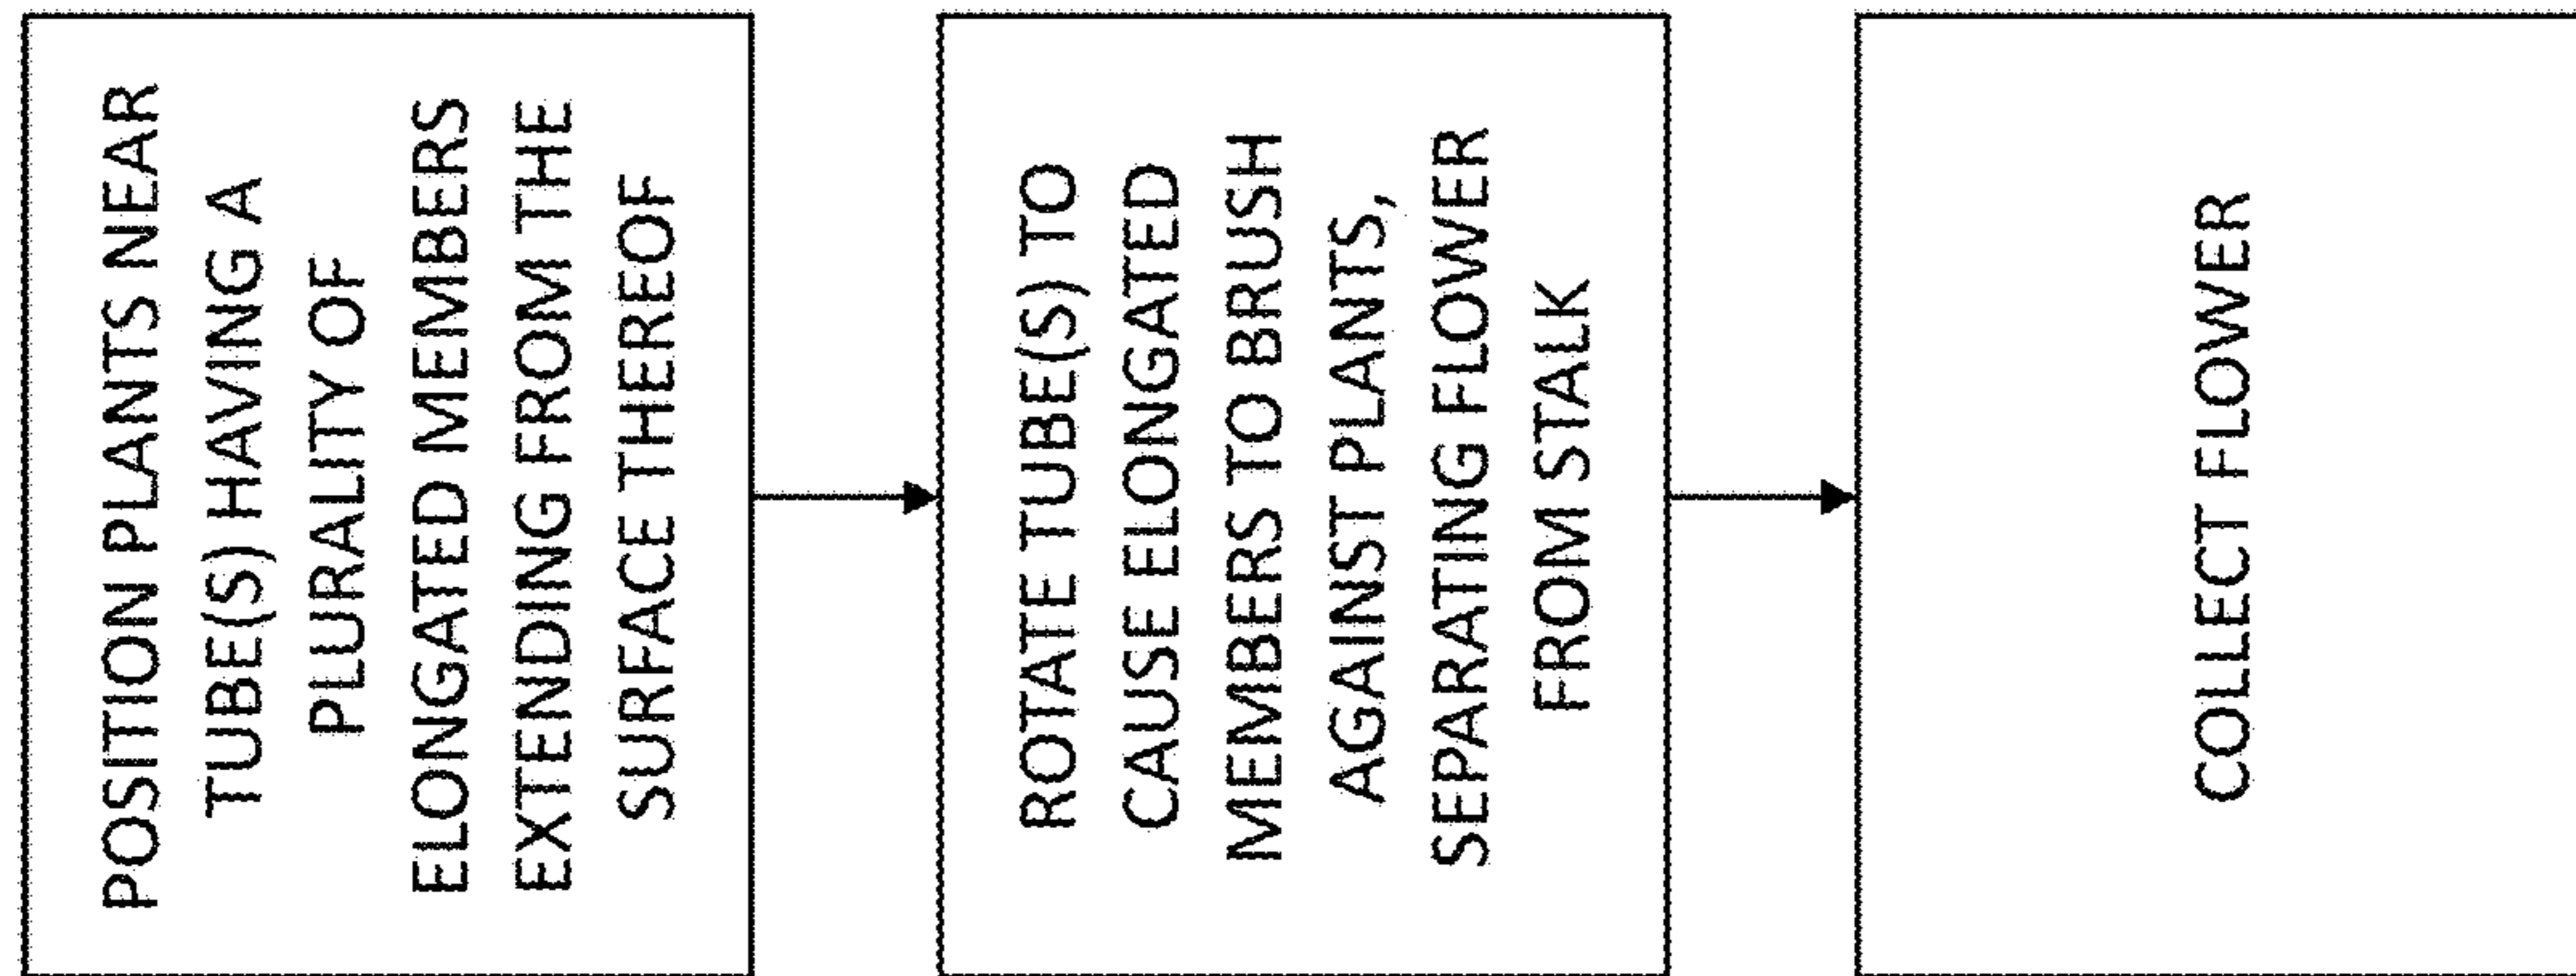 POSITION PLANTS NEAR
TUBE(S) HAVING A
PLURALITY OF
ELONGATED MEMBERS
EXTENDING FROM THE
SURFACE THEREOF
ROTATE TUBE(S) TO
CAUSE ELONGATED
MEMBERS TO BRUSH
AGAINST PLANTS,
SEPARATING FLOWER
FROM STALK
COLLECT FLOWER